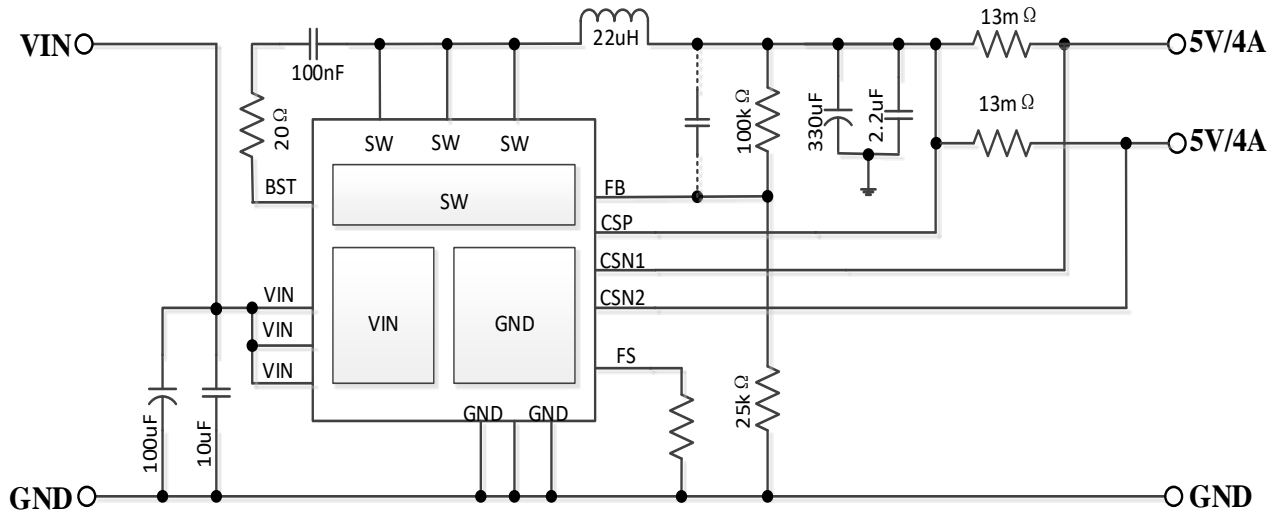 VIN
100nF
22uH
13mΩ
5V/4A
20Ω
SW
SW
SW
100kΩ
330uF
2.2uF
13mΩ
5V/4A
BST
SW
FB
CSP
CSN1
CSN2
VIN
VIN
VIN
VIN
GND
FS
100uF
10uF
GND
GND
25kΩ
GND
GND